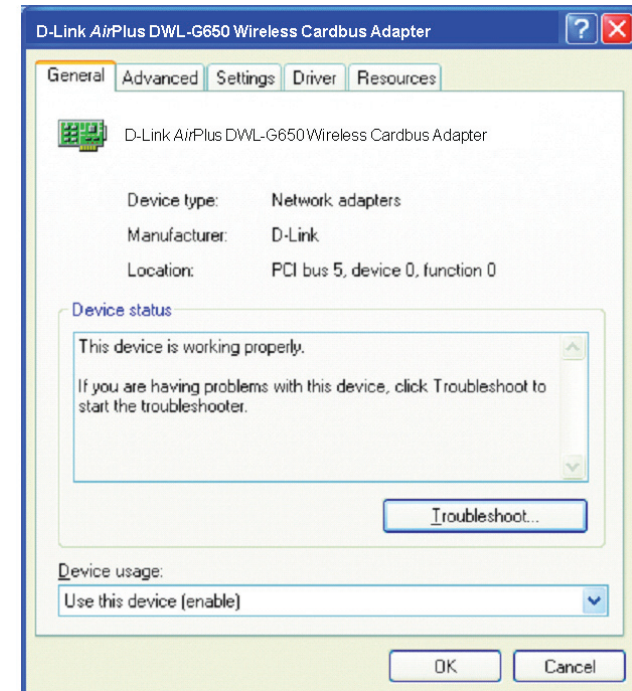 D-Link AirPlus DWL-G650 Wireless Cardbus Adapter
General Advanced Settings Driver Resources
D-Link AirPlus DWL-G650 Wireless Cardbus Adapter
Device type: Network adapters
Manufacturer: D-Link
Location: PCI bus 5, device 0, function 0
Device status
This device is working properly.
If you are having problems with this device, click Troubleshoot to
start the troubleshooter.
Troubleshoot...
Device usage:
Use this device (enable)
OK Cancel